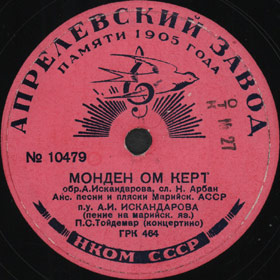 АПРЕЛЕВСКИЙ ЗАВОД
ПАМЯТИ 1905 ГОДА
№ 10479
МОНДЕН ОМ КЕРТ
обр.А.Искандарова, сл. Н. Арбан
Анс. песни и пляски Марийск. АССР
п.у. А.И. ИСКАНДАРОВА
(пение на марийск. яз.)
П.С.Тойдемар (концертино)
ГРК 464
НКОМ СССР